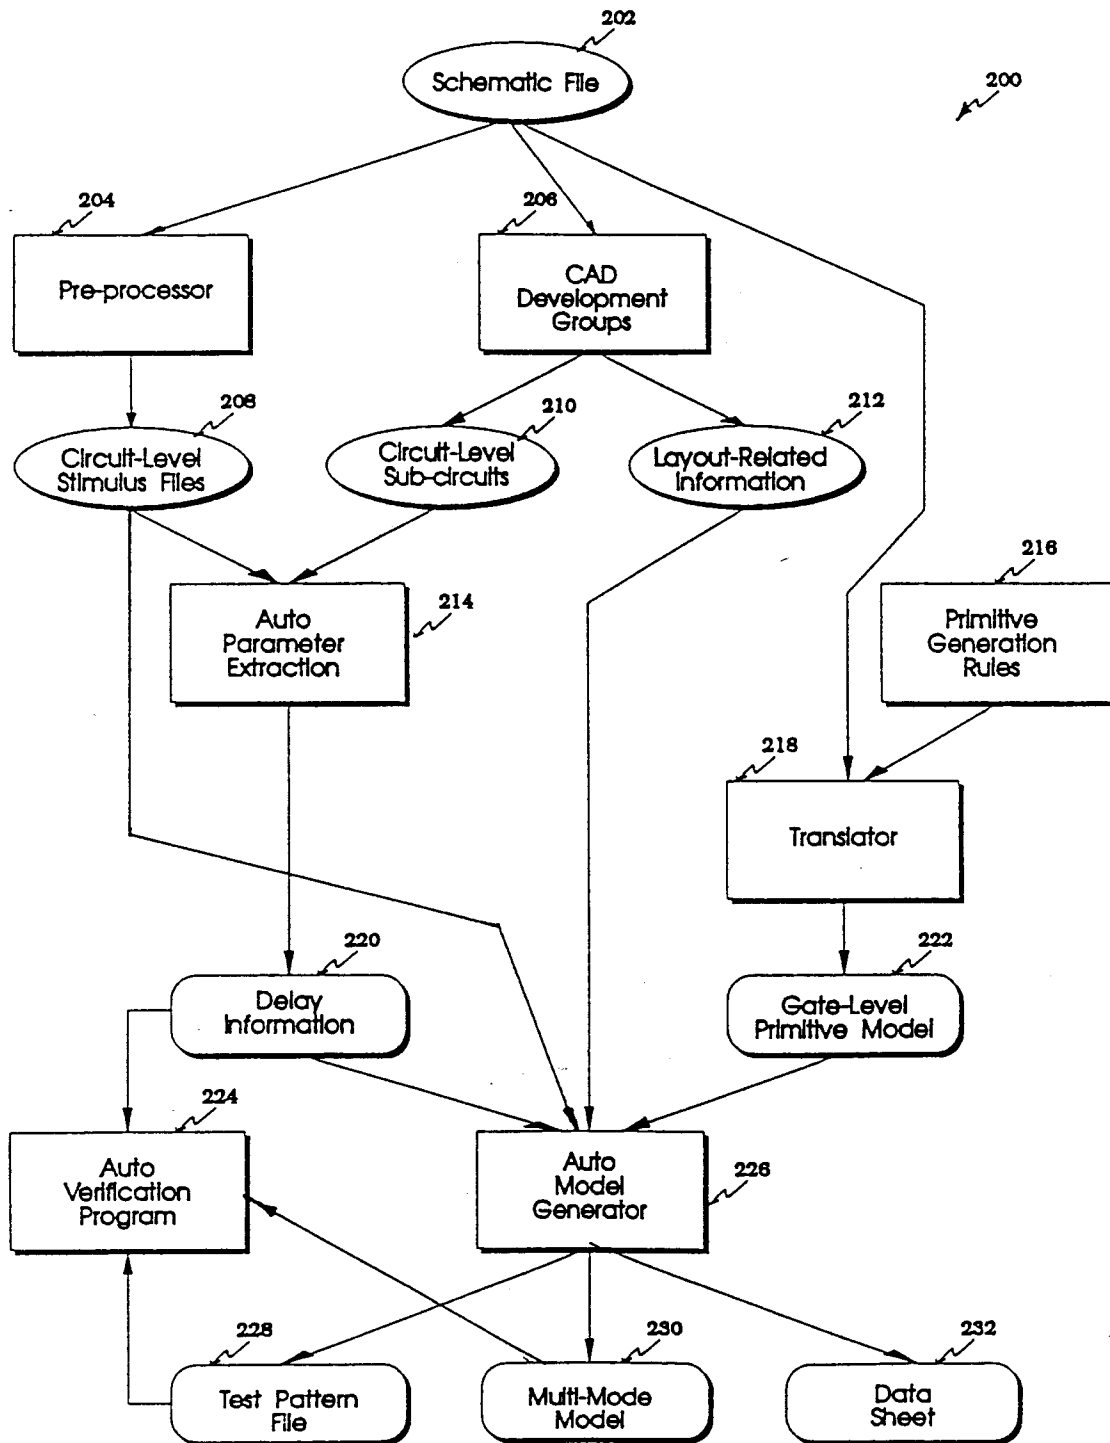 202
Schematic File
200
204
206
Pre-processor
CAD
Development
Groups
208
210
212
Circuit-Level
Stimulus Files
Circuit-Level
Sub-circuits
Layout-Related
Information
216
214
Auto
Parameter
Extraction
Primitive
Generation
Rules
218
Translator
220
222
Delay
Information
Gate-Level
Primitive Model
224
Auto
Verification
Program
Auto
Model
Generator
226
228
230
232
Test Pattern
File
Multi-Mode
Model
Data
Sheet